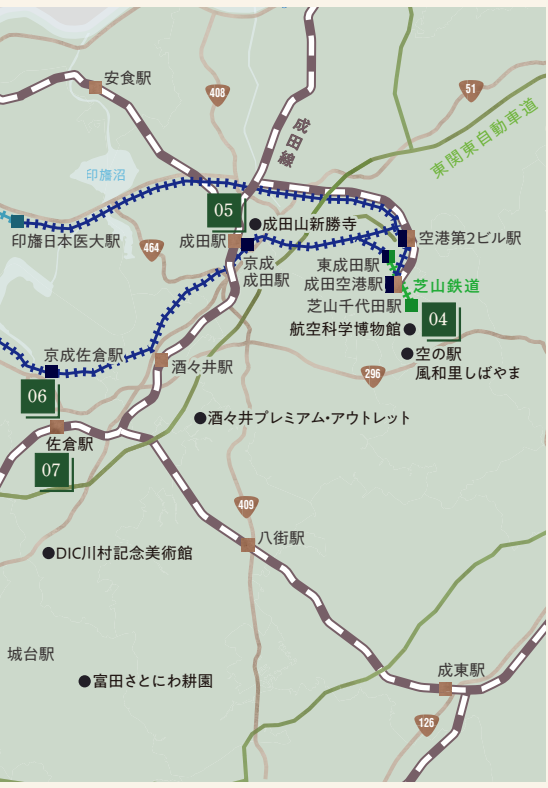 安食駅
408
51
成田線
東関東自動車道
印旛沼
05
成田山新勝寺
印旛日本医大駅
464
成田駅
京成
成田駅
空港第2ビル駅
東成田駅
成田空港駅
芝山鉄道
芝山千代田駅
04
航空科学博物館
空の駅
風和里しばやま
京成佐倉駅
酒々井駅
296
06
酒々井プレミアム・アウトレット
佐倉駅
07
409
八街駅
DIC川村記念美術館
城台駅
富田さとにわ耕園
成東駅
126